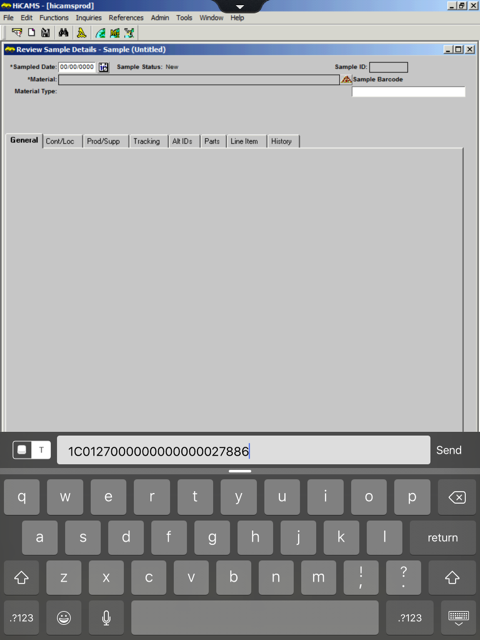 HiCAMS - [hicamsprod]
File Edit Functions Inquiries References Admin Tools Window Help
Review Sample Details - Sample (Untitled)
*Sampled Date: 00/00/0000 Sample Status: New Sample ID:
*Material: Sample Barcode
Material Type:
General Cont/Loc Prod/Supp Tracking Alt IDs Parts Line Item History
T 1C0127000000000000027886 Send
q w e r t y u i o p
a s d f g h j k l return
z x c v b n m ! , ? .
.?123 .?123